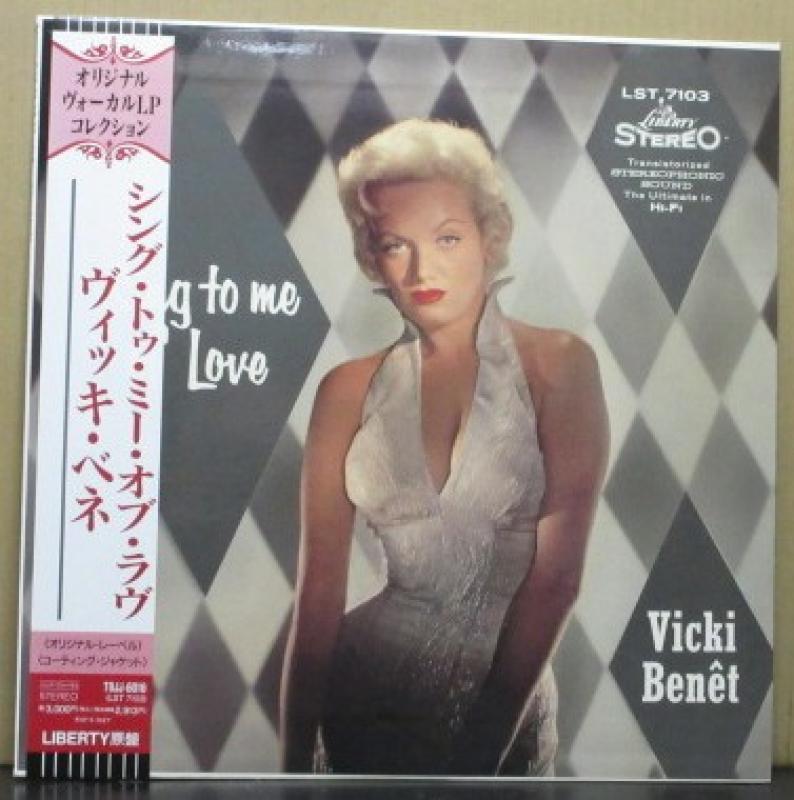 オリジナル
ヴォーカルLP
コレクション
シング・トゥ・ミー・オブ・ラヴ
ヴィッキ・ベネ
〈オリジナル・レーベル〉
〈コーティング・ジャケット〉
STEREO
LIBERTY原盤
g to me
Love
LST 7103
LIBERTY
STEREO
Transistorized
STEREOPHONIC
SOUND
The Ultimate in
Hi-Fi
Vicki
Benêt